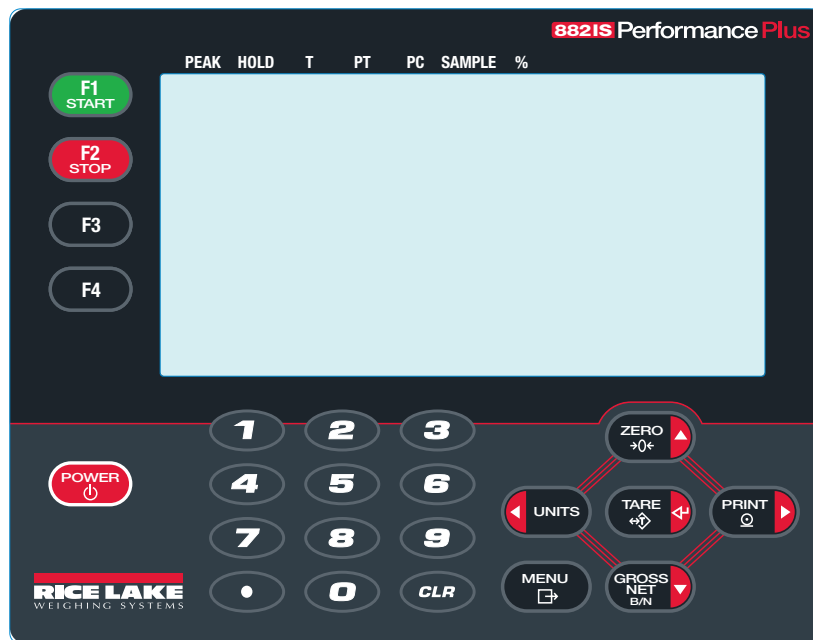 882IS Performance Plus
PEAK HOLD T PT PC SAMPLE %
F1
START
F2
STOP
F3
F4
1 2 3
ZERO
→0←
POWER
4 5 6
UNITS
TARE
↔T
PRINT
7 8 9
RICE LAKE
WEIGHING SYSTEMS
. 0 CLR
MENU
GROSS
NET
B/N